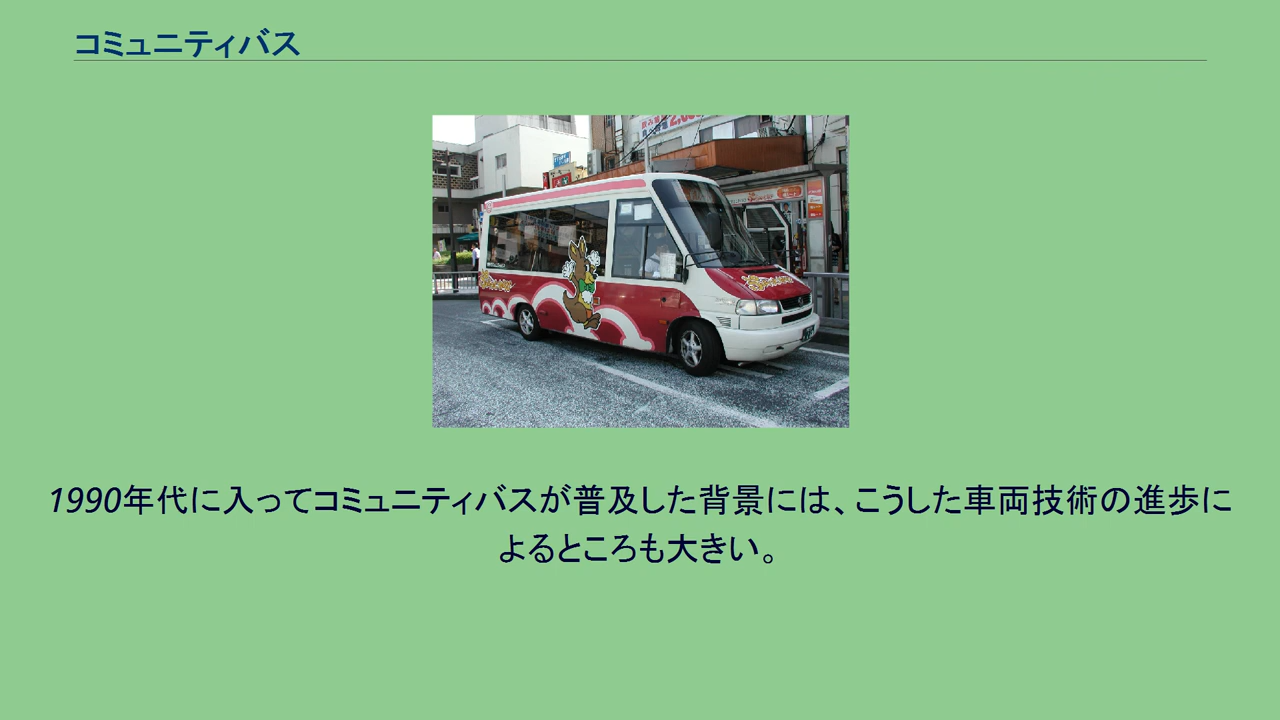 コミュニティバス
1990年代に入ってコミュニティバスが普及した背景には、こうした車両技術の進歩に
よるところも大きい。